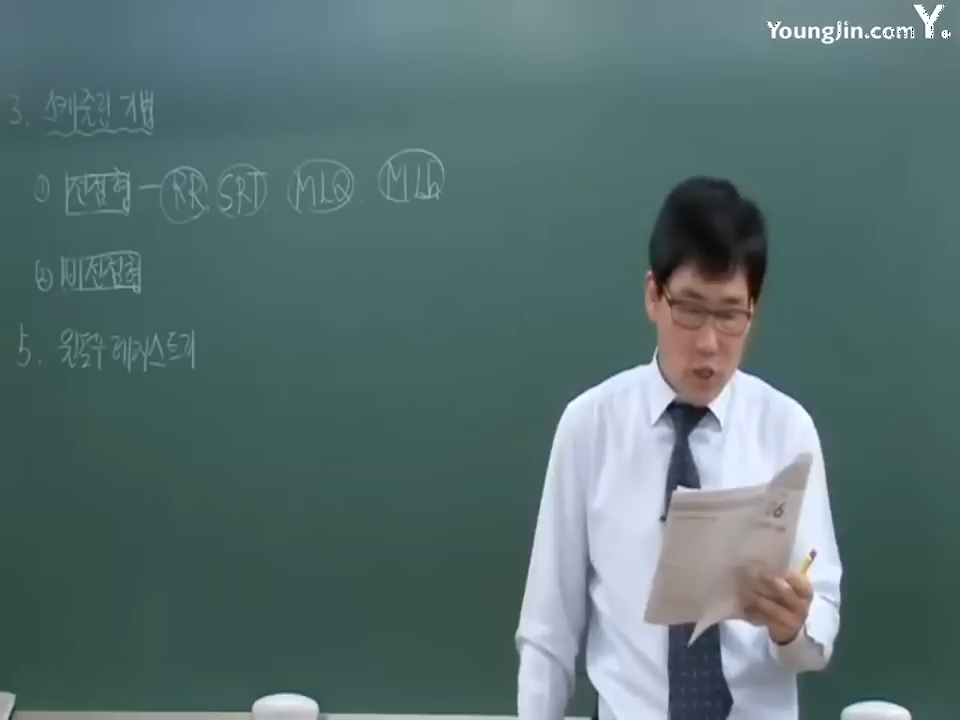 YoungJin.com Y.
3. 스케줄링 기법
① 선점형 - RR SRT MLQ MLh
② 비선점형
5. 윈도우 레지스트리